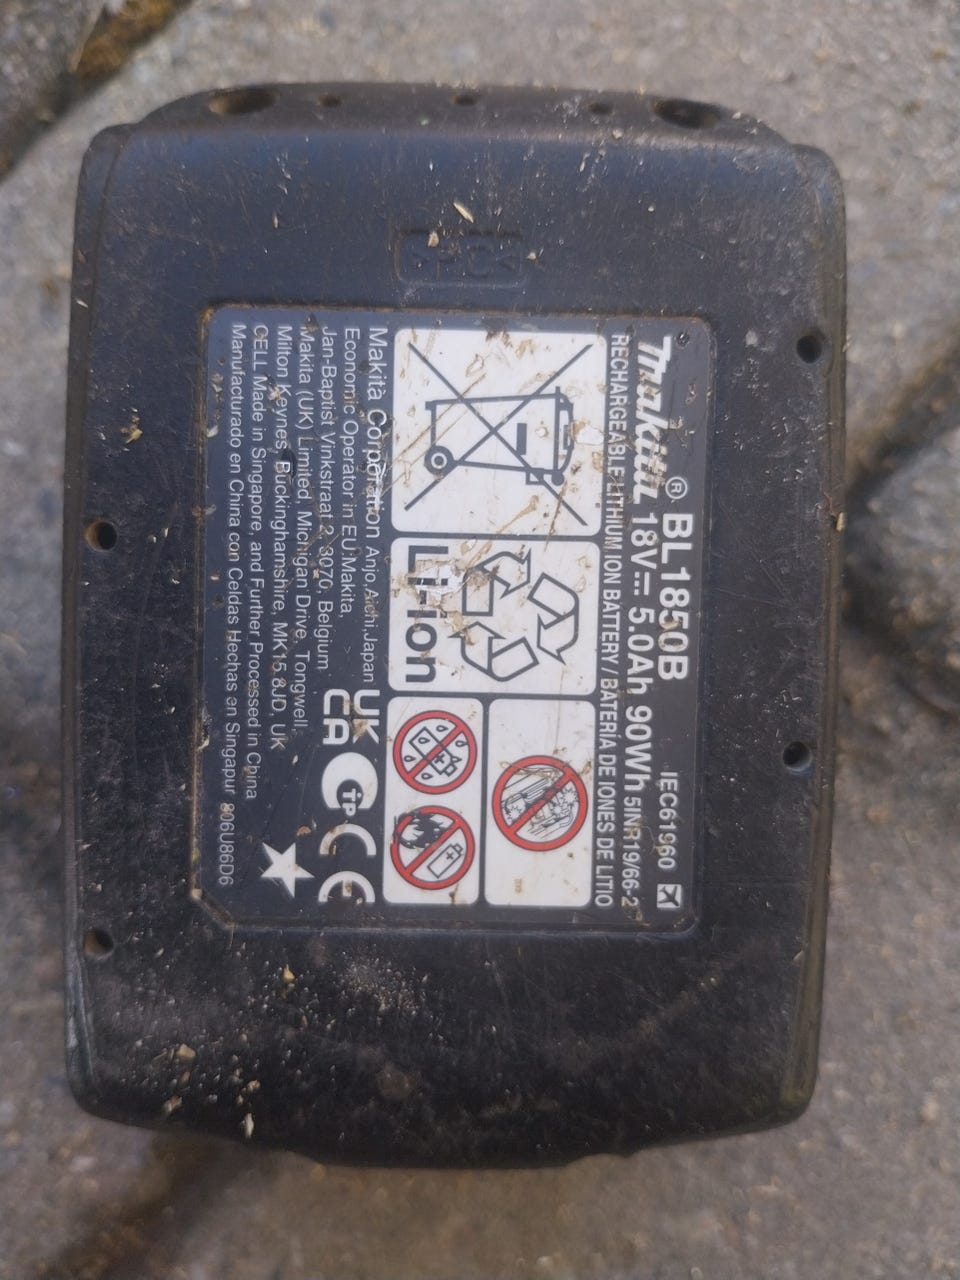 makita® BL1850B IEC61960
18V⎓ 5.0Ah 90Wh 5INR19/66-2
RECHARGEABLE LITHIUM ION BATTERY / BATERÍA DE IONES DE LITIO
Li-ion
Makita Corporation Anjo, Aichi, Japan
Economic Operator in EU: Makita,
Jan-Baptist Vinkstraat 2, 3070, Belgium
Makita (UK) Limited, Michigan Drive, Tongwell,
Milton Keynes, Buckinghamshire, MK15 8JD, UK
CELL Made in Singapore, and Further Processed in China
Manufacturado en China con Celdas Hechas en Singapur 806U86D6
UK
CA
TP
CE